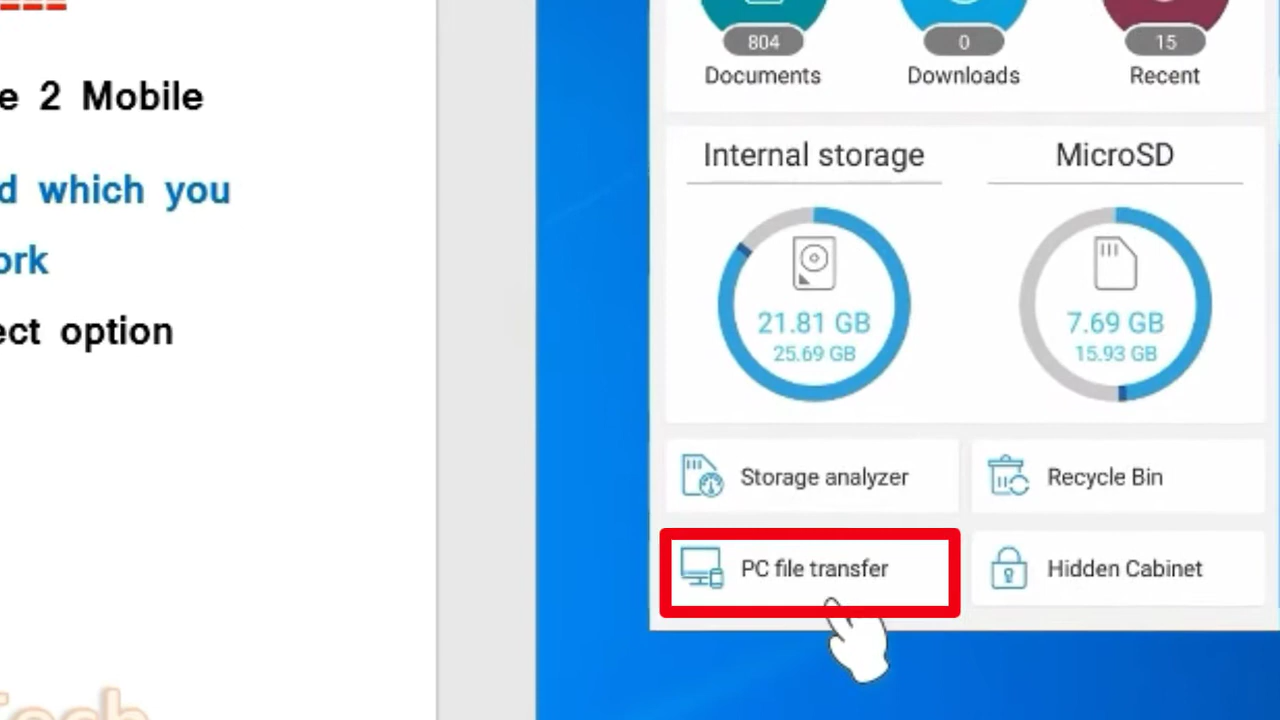 e 2 Mobile
d which you
ork
ect option
Tech
804
0
15
Documents
Downloads
Recent
Internal storage
MicroSD
21.81 GB
25.69 GB
7.69 GB
15.93 GB
Storage analyzer
Recycle Bin
PC file transfer
Hidden Cabinet